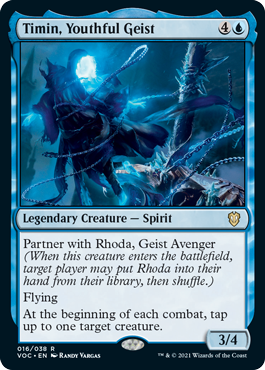 Timin, Youthful Geist 4
Legendary Creature — Spirit
Partner with Rhoda, Geist Avenger
(When this creature enters the battlefield,
target player may put Rhoda into their
hand from their library, then shuffle.)
Flying
At the beginning of each combat, tap
up to one target creature.
3/4
016/038 R
VOC • EN RANDY VARGAS
™ & © 2021 Wizards of the Coast